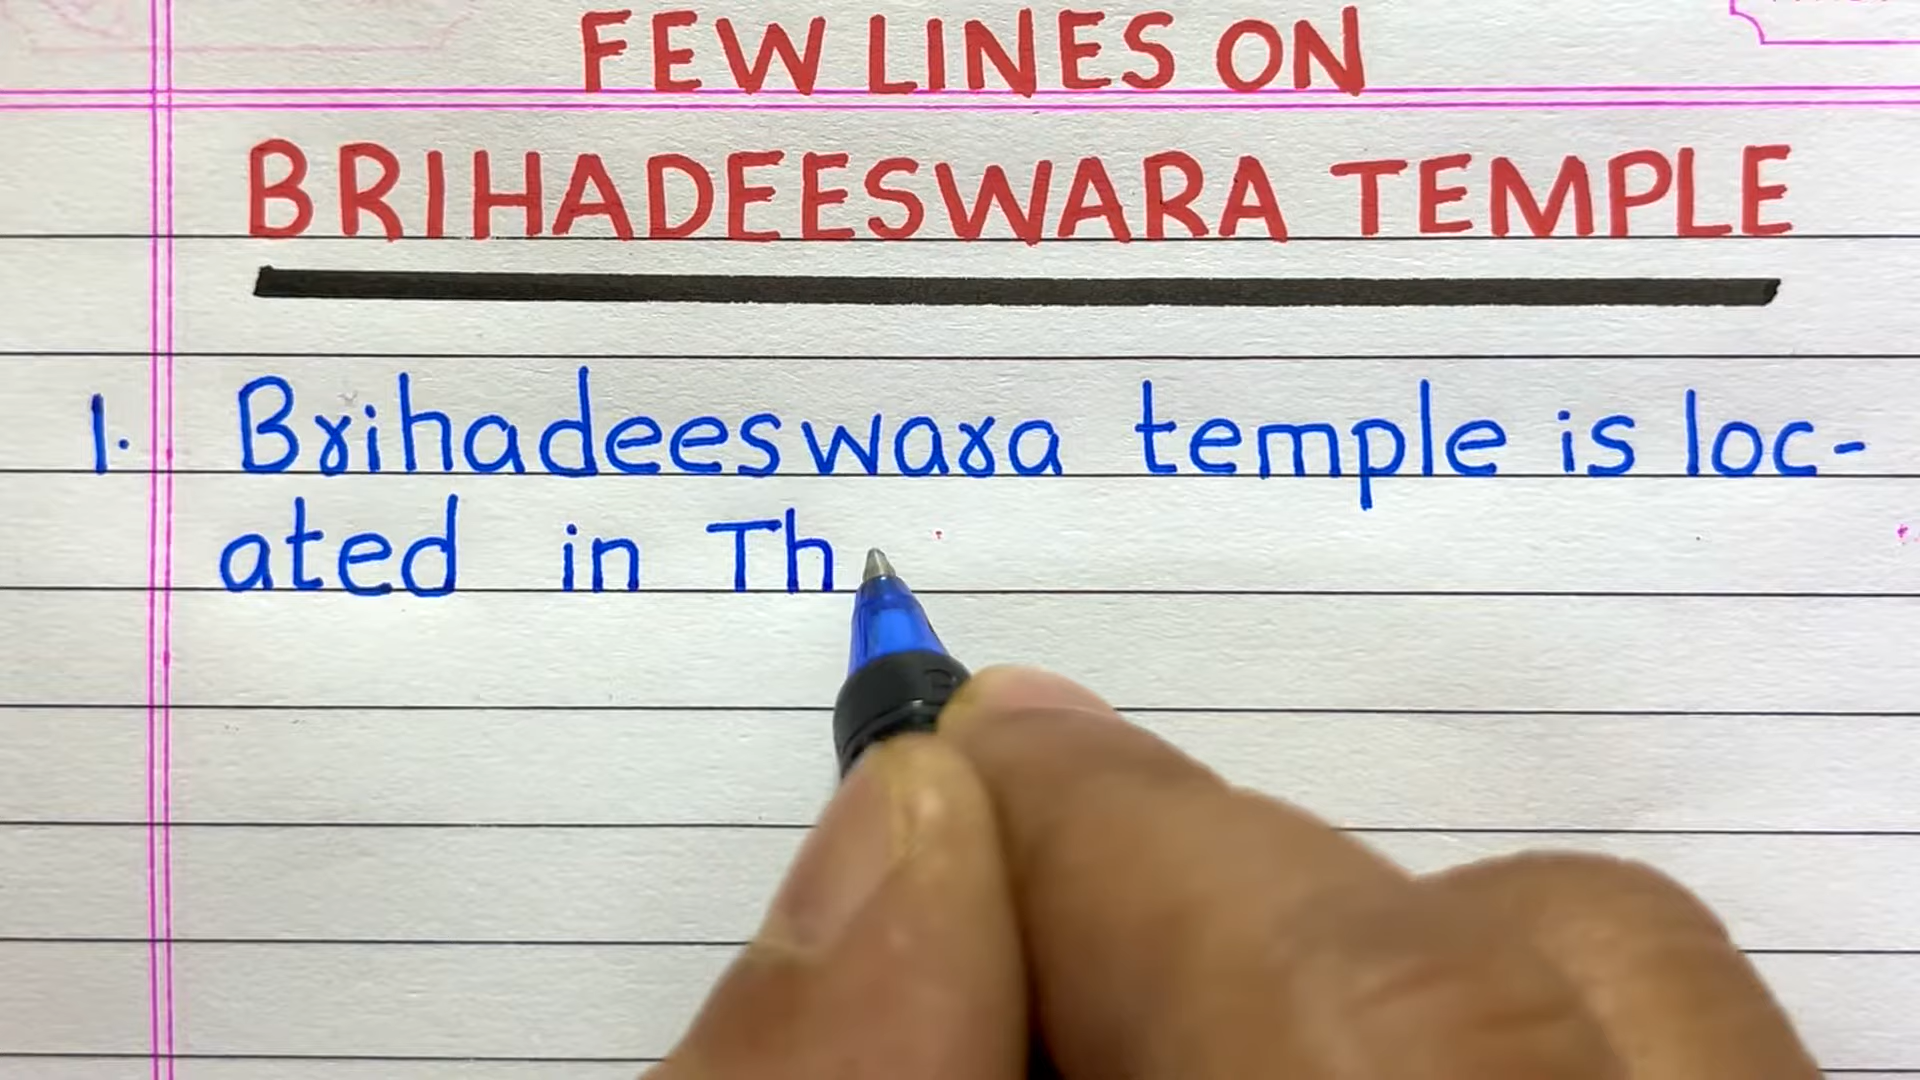 FEW LINES ON
BRIHADEESWARA TEMPLE
1. Brihadeeswara temple is loc-
ated in Th